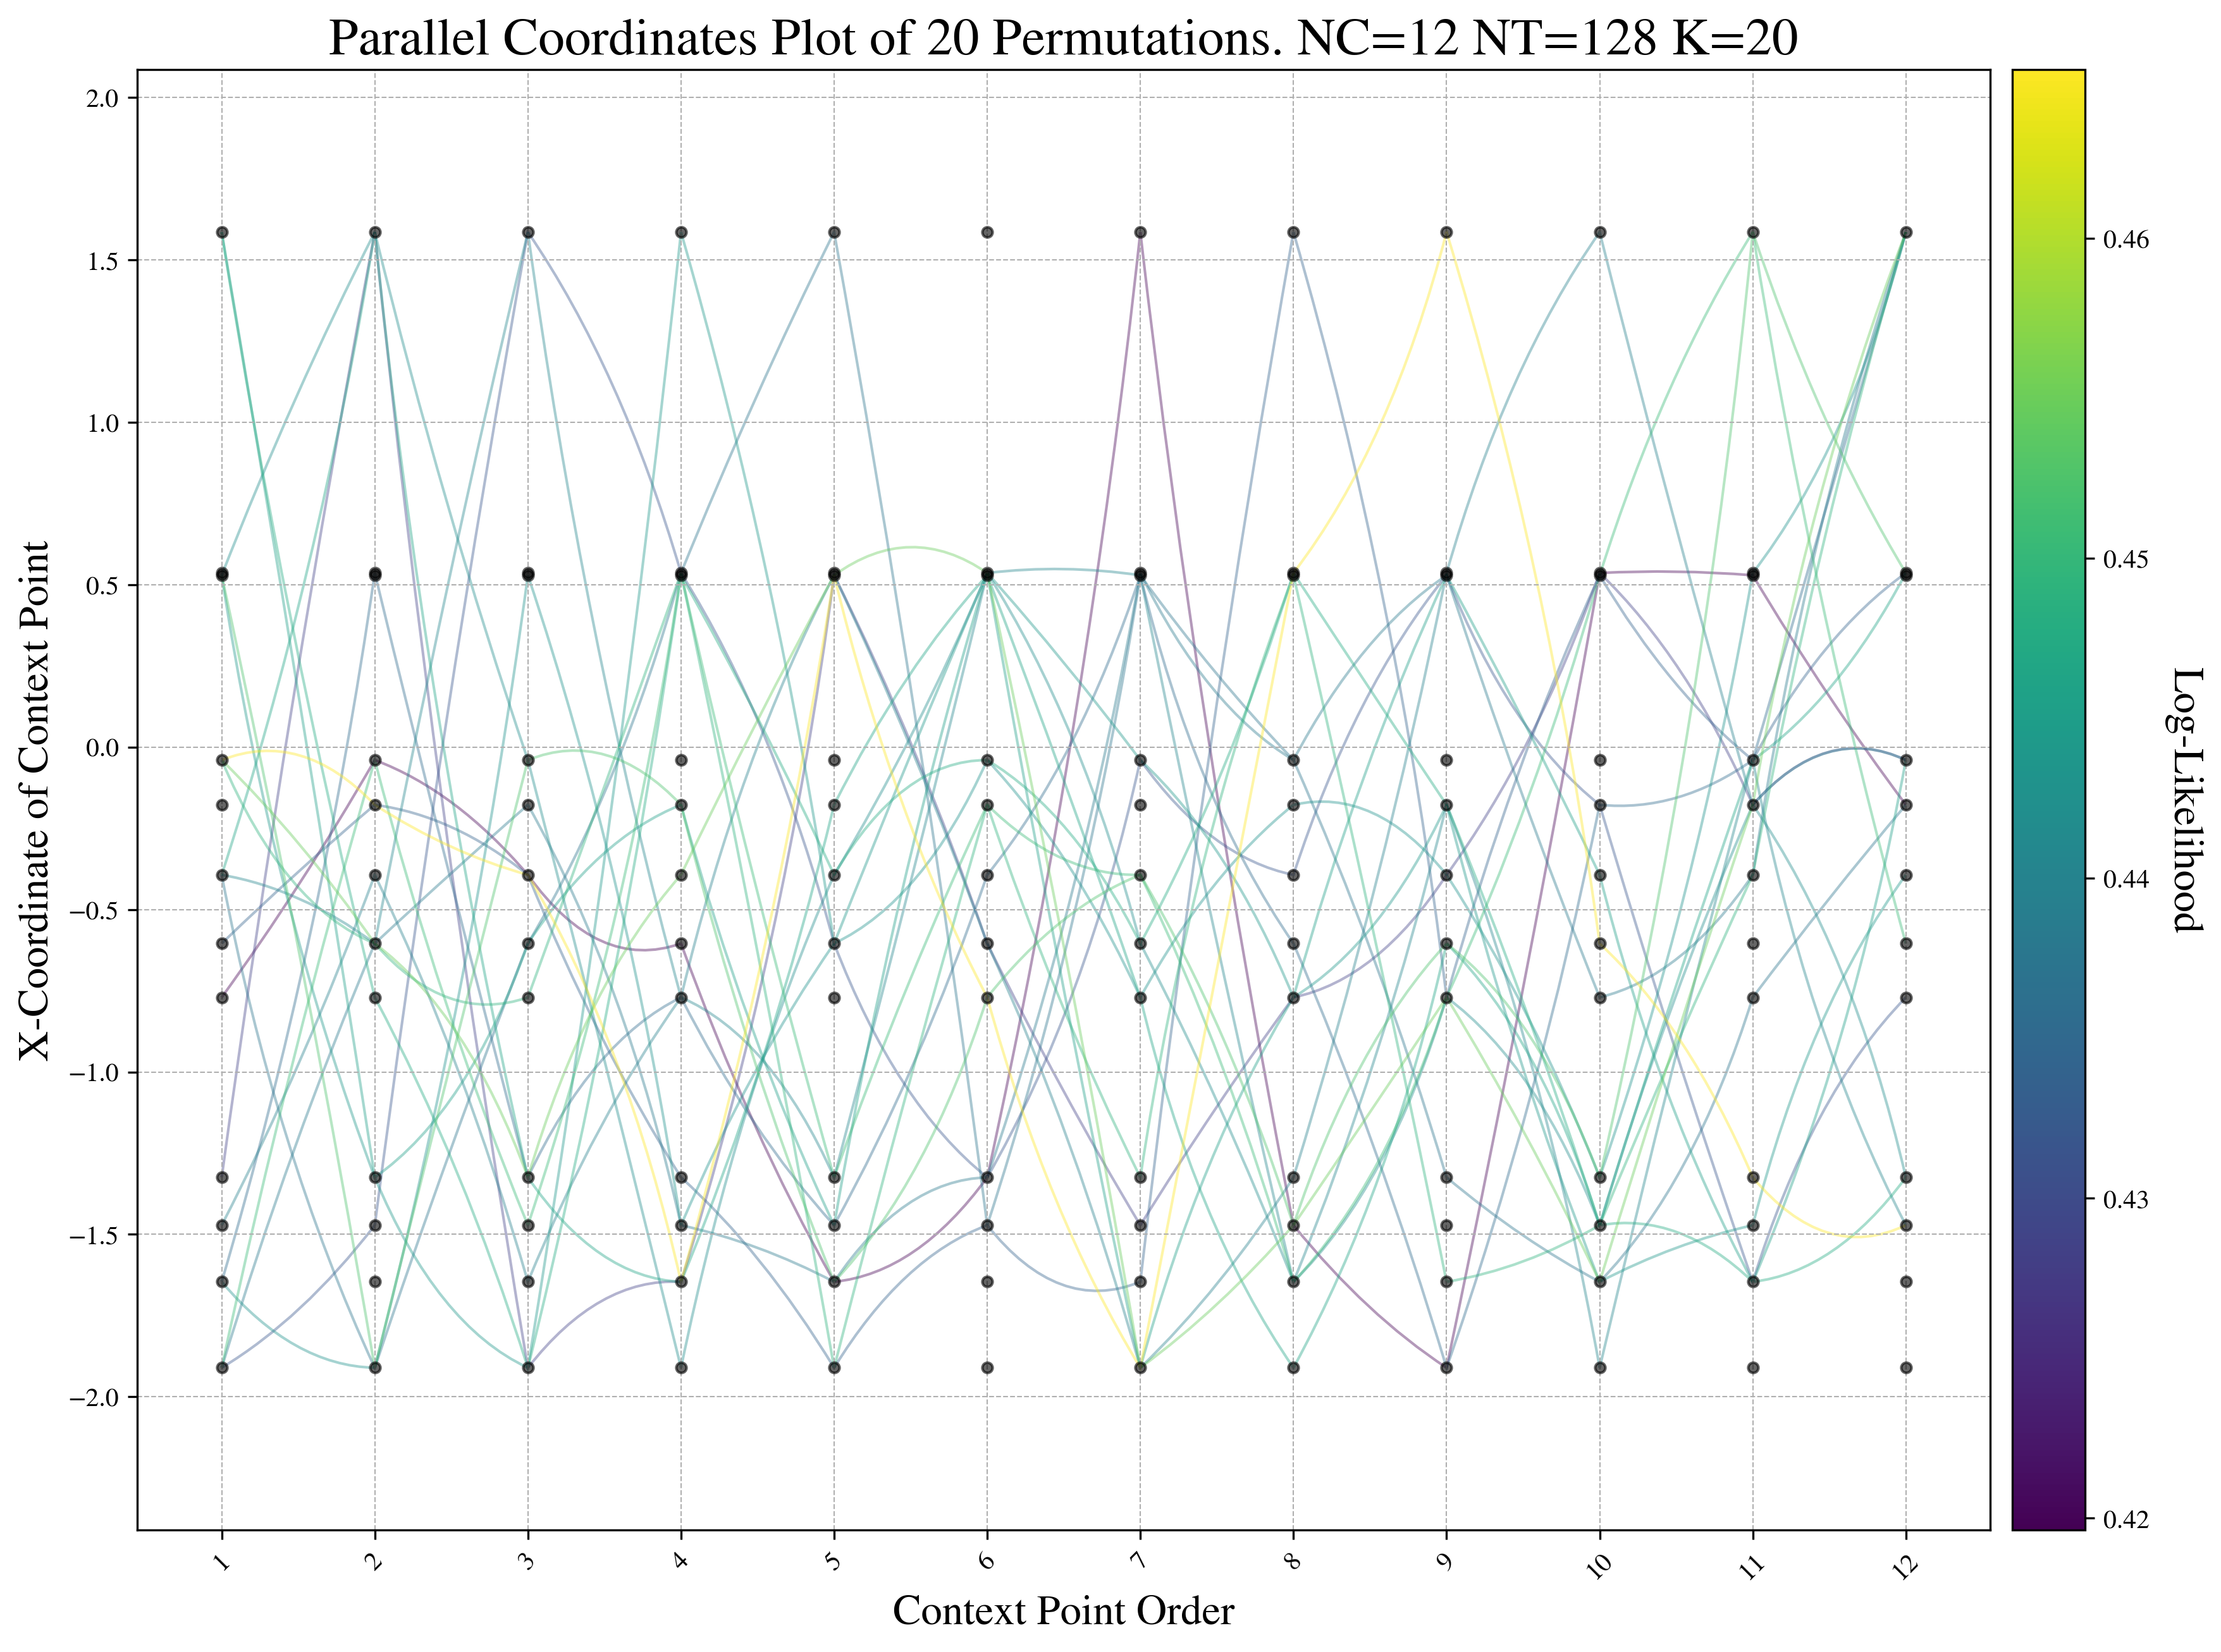 Parallel Coordinates Plot of 20 Permutations. NC=12 NT=128 K=20
2.0
1.5
1.0
0.5
0.0
−0.5
−1.0
−1.5
−2.0
X-Coordinate of Context Point
1 2 3 4 5 6 7 8 9 10 11 12
Context Point Order
0.46
0.45
0.44
0.43
0.42
Log-Likelihood